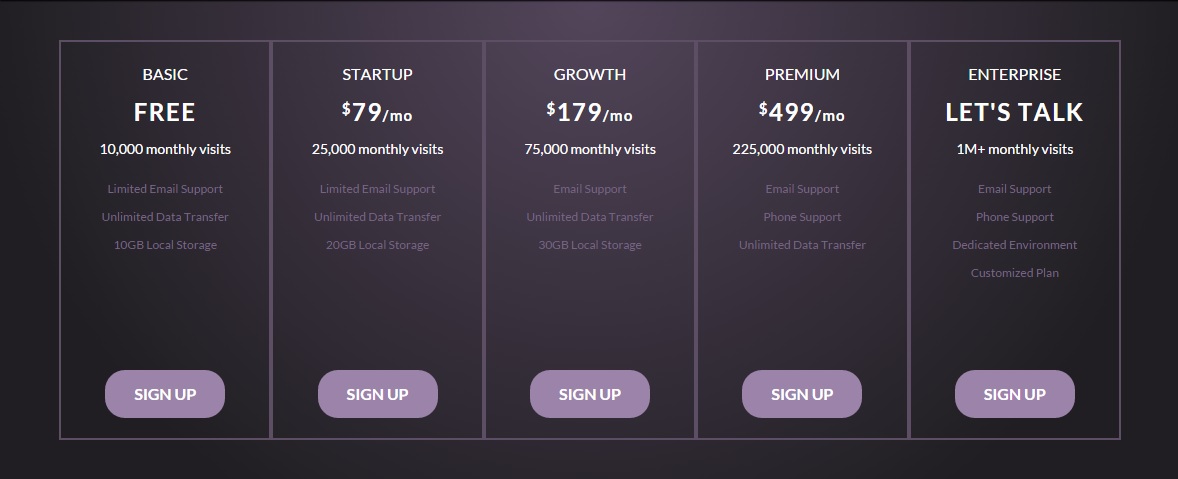 BASIC
FREE
10,000 monthly visits
Limited Email Support
Unlimited Data Transfer
10GB Local Storage
SIGN UP
STARTUP
$79/mo
25,000 monthly visits
Limited Email Support
Unlimited Data Transfer
20GB Local Storage
SIGN UP
GROWTH
$179/mo
75,000 monthly visits
Email Support
Unlimited Data Transfer
30GB Local Storage
SIGN UP
PREMIUM
$499/mo
225,000 monthly visits
Email Support
Phone Support
Unlimited Data Transfer
SIGN UP
ENTERPRISE
LET'S TALK
1M+ monthly visits
Email Support
Phone Support
Dedicated Environment
Customized Plan
SIGN UP